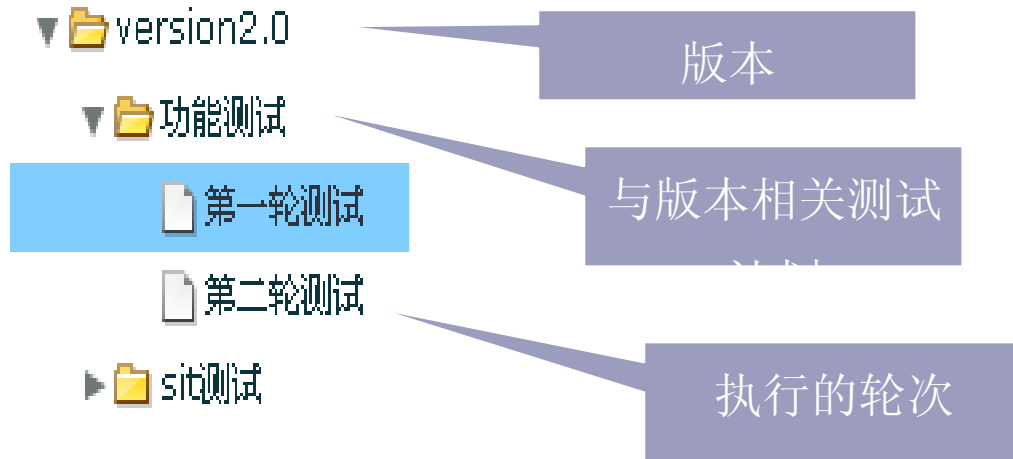 version2.0
版本
功能测试
与版本相关测试
第一轮测试
第二轮测试
执行的轮次
sit测试